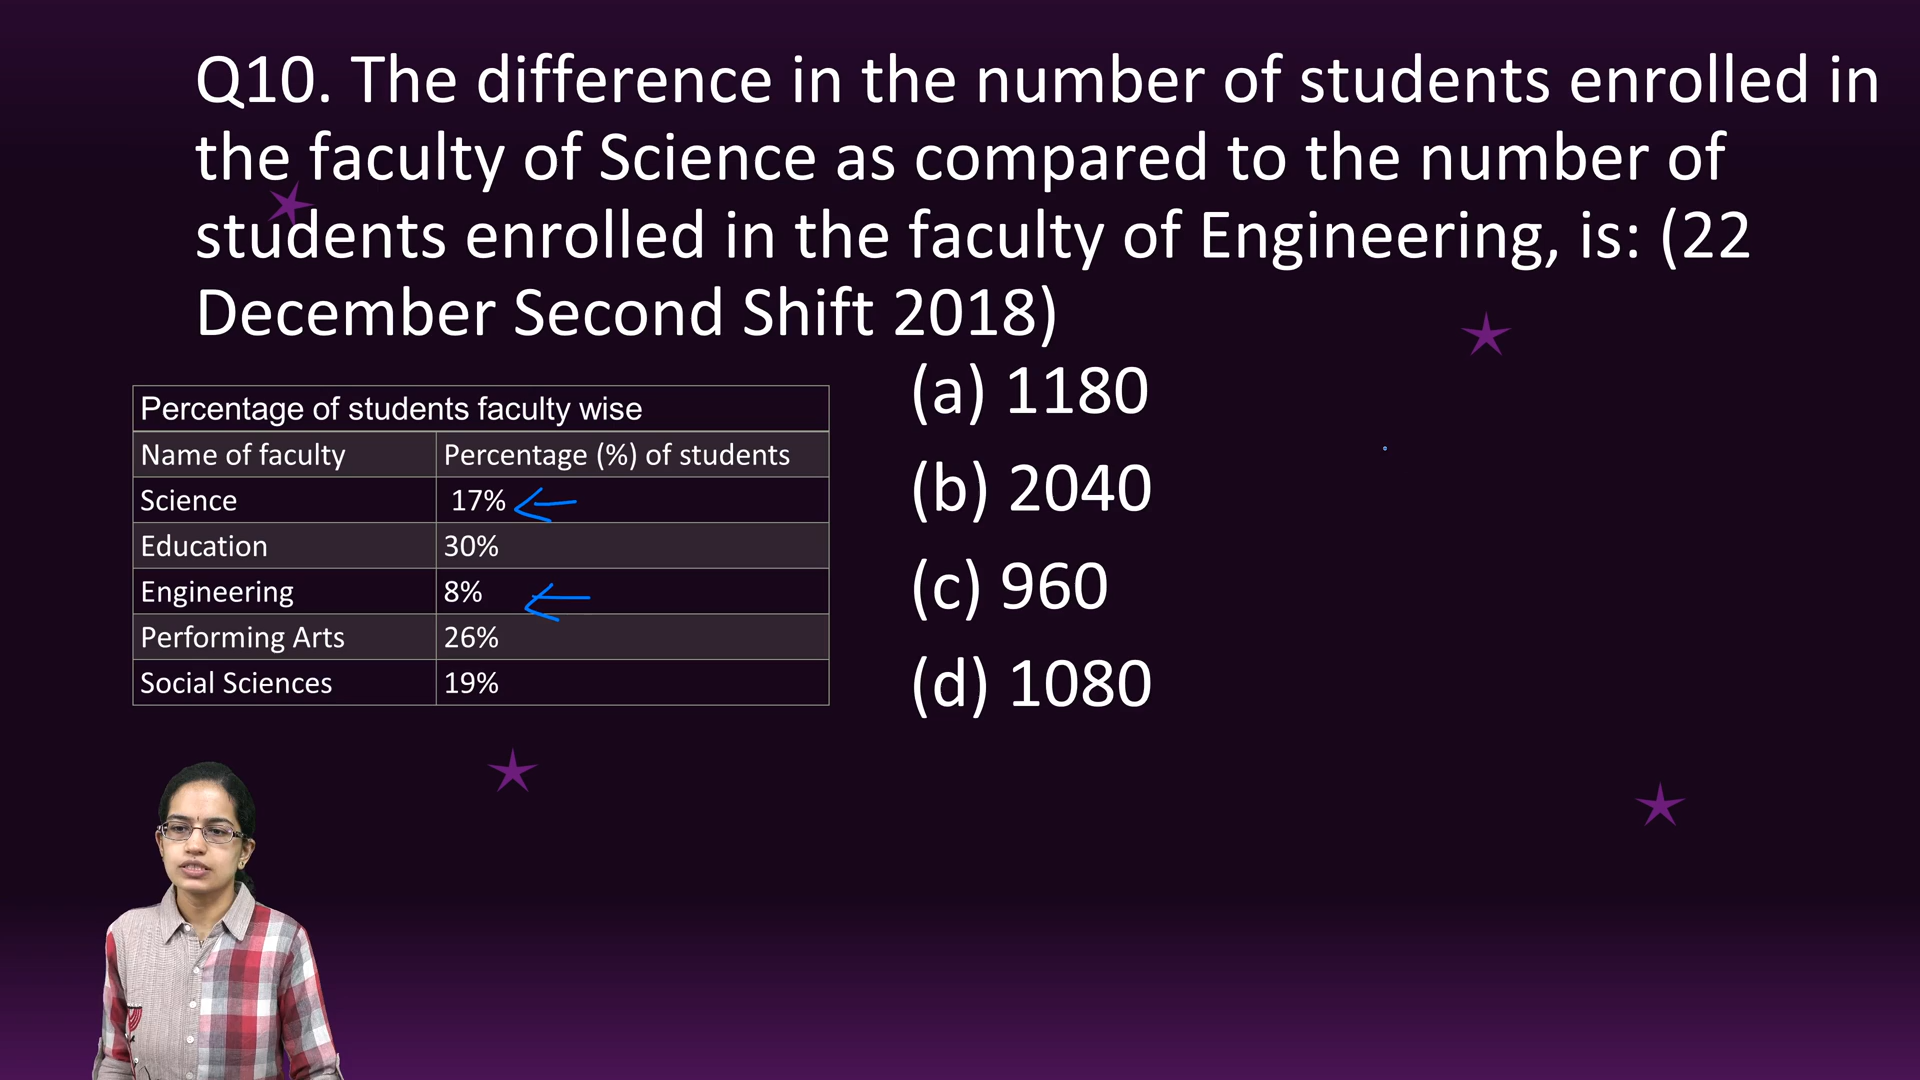 Q10. The difference in the number of students enrolled in
the faculty of Science as compared to the number of
students enrolled in the faculty of Engineering, is: (22
December Second Shift 2018)
Percentage of students faculty wise
Name of faculty Percentage (%) of students
Science 17%
Education 30%
Engineering 8%
Performing Arts 26%
Social Sciences 19%
(a) 1180
(b) 2040
(c) 960
(d) 1080